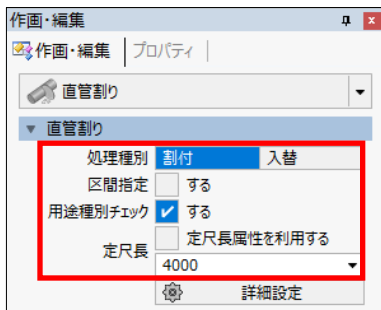 作画・編集
作画・編集 プロパティ
直管割り
直管割り
処理種別 割付 入替
区間指定 する
用途種別チェック する
定尺長 定尺長属性を利用する
4000
詳細設定